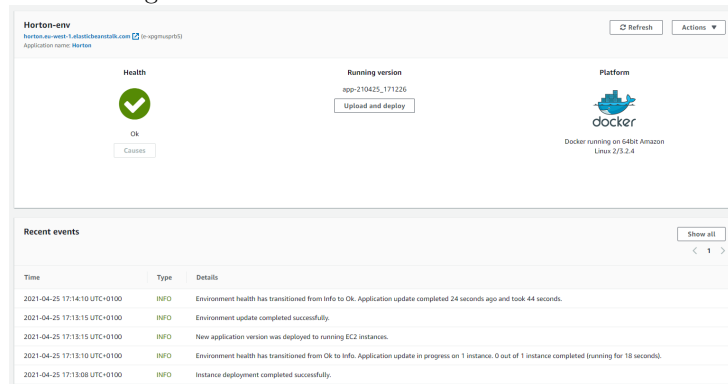 Horton-env
horton.eu-west-1.elasticbeanstalk.com (e-xpgmusprb5)
Application name: Horton
Refresh
Actions ▼
Health
Ok
Causes
Running version
app-210425_171226
Upload and deploy
Platform
docker
Docker running on 64bit Amazon
Linux 2/3.2.4
Recent events
Show all
< 1 >
Time Type Details
2021-04-25 17:14:10 UTC+0100 INFO Environment health has transitioned from Info to Ok. Application update completed 24 seconds ago and took 44 seconds.
2021-04-25 17:13:15 UTC+0100 INFO Environment update completed successfully.
2021-04-25 17:13:15 UTC+0100 INFO New application version was deployed to running EC2 instances.
2021-04-25 17:13:10 UTC+0100 INFO Environment health has transitioned from Ok to Info. Application update in progress on 1 instance. 0 out of 1 instance completed (running for 18 seconds).
2021-04-25 17:13:08 UTC+0100 INFO Instance deployment completed successfully.